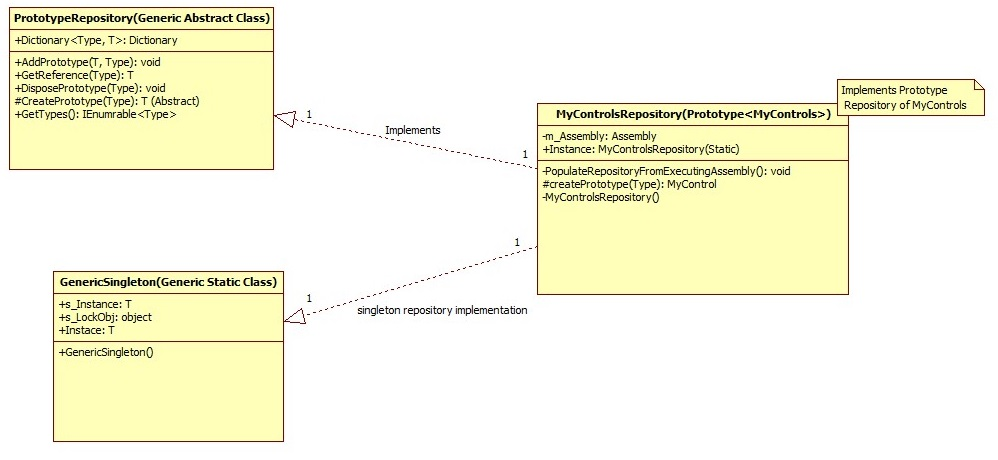 PrototypeRepository(Generic Abstract Class)
+Dictionary<Type, T>: Dictionary
+AddPrototype(T, Type): void
+GetReference(Type): T
+DisposePrototype(Type): void
#CreatePrototype(Type): T (Abstract)
+GetTypes(): IEnumrable<Type>
1
Implements
1
Implements Prototype
Repository of MyControls
MyControlsRepository(Prototype<MyControls>)
-m_Assembly: Assembly
+Instance: MyControlsRepository(Static)
-PopulateRepositoryFromExecutingAssembly(): void
#createPrototype(Type): MyControl
-MyControlsRepository()
1
1
singleton repository implementation
GenericSingleton(Generic Static Class)
+s_Instance: T
+s_LockObj: object
+Instace: T
+GenericSingleton()